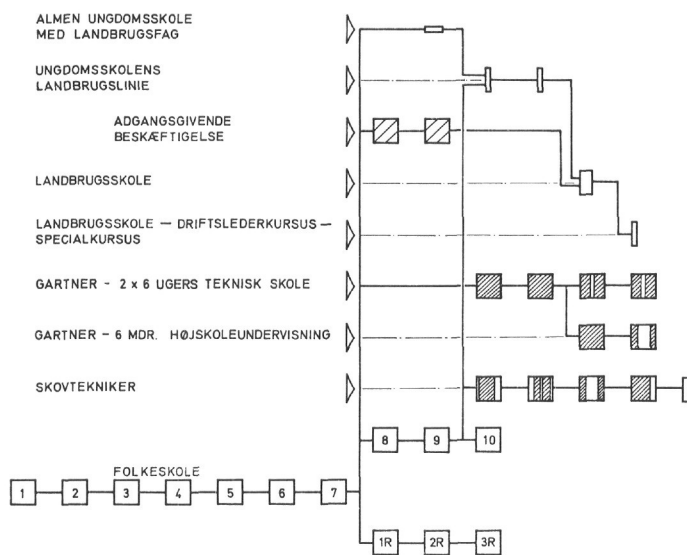 ALMEN UNGDOMSSKOLE
MED LANDBRUGSFAG
UNGDOMSSKOLENS
LANDBRUGSLINIE
ADGANGSGIVENDE
BESKÆFTIGELSE
LANDBRUGSSKOLE
LANDBRUGSSKOLE — DRIFTSLEDERKURSUS —
SPECIALKURSUS
GARTNER - 2 x 6 UGERS TEKNISK SKOLE
GARTNER - 6 MDR. HØJSKOLEUNDERVISNING
SKOVTEKNIKER
8 9 10
FOLKESKOLE
1 2 3 4 5 6 7
1R 2R 3R